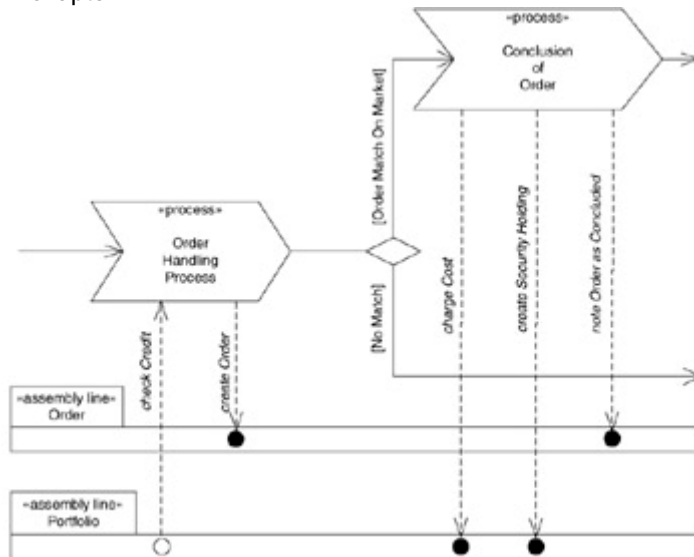 «process»
Conclusion
of
Order
[Order Match On Market]
«process»
Order
Handling
Process
[No Match]
check Credit
create Order
charge Cost
create Security Holding
note Order as Concluded
«assembly line»
Order
«assembly line»
Portfolio